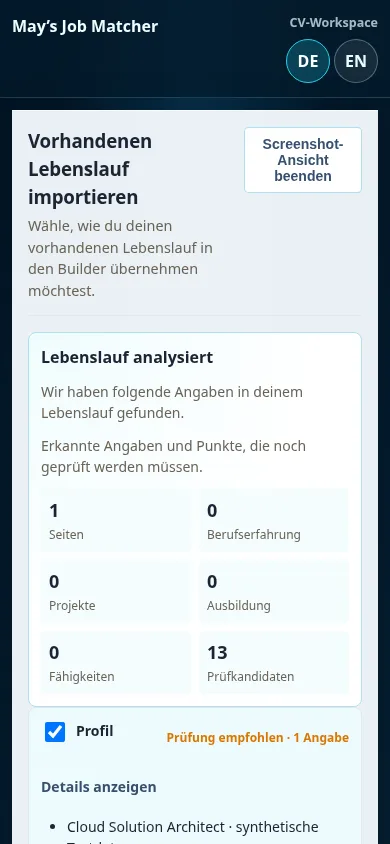 May's Job Matcher
CV-Workspace
DE EN
Vorhandenen
Lebenslauf
importieren
Screenshot-
Ansicht
beenden
Wähle, wie du deinen
vorhandenen Lebenslauf in
den Builder übernehmen
möchtest.
Lebenslauf analysiert
Wir haben folgende Angaben in deinem
Lebenslauf gefunden.
Erkannte Angaben und Punkte, die noch
geprüft werden müssen.
1
Seiten
0
Berufserfahrung
0
Projekte
0
Ausbildung
0
Fähigkeiten
13
Prüfkandidaten
Profil
Prüfung empfohlen · 1 Angabe
Details anzeigen
• Cloud Solution Architect · synthetische